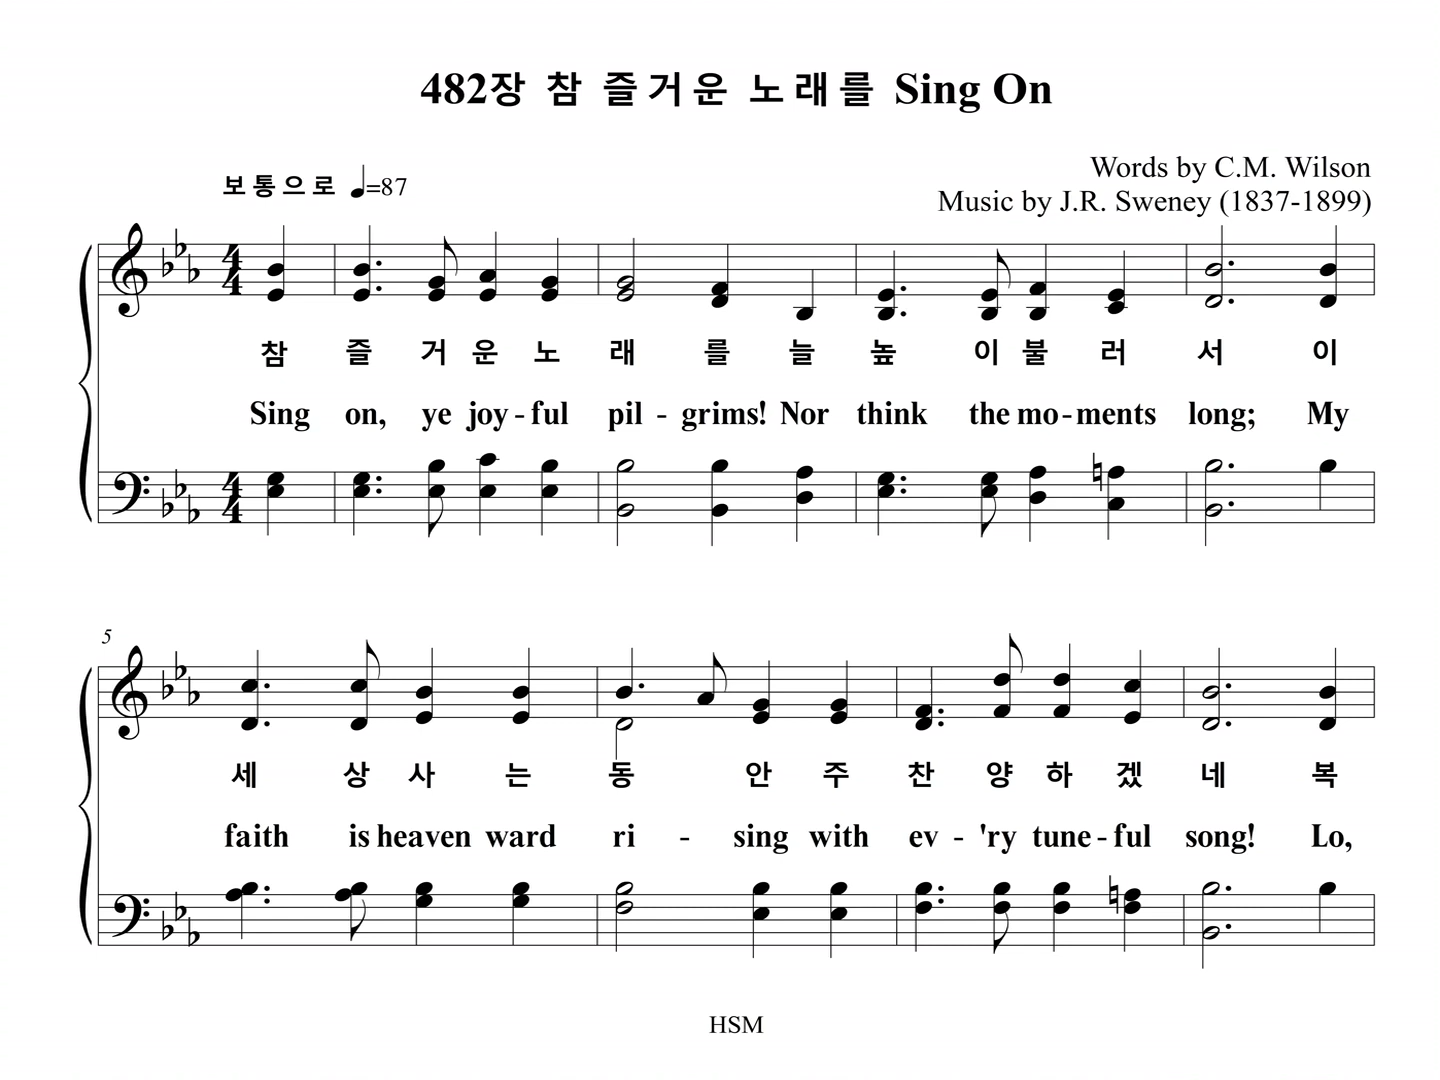 482장 참 즐거운 노래를 Sing On
Words by C.M. Wilson
보통으로 ♩=87
Music by J.R. Sweney (1837-1899)
4 4
참 즐 거 운 노 래 를 늘 높 이 불 러 서 이
Sing on, ye joy - ful pil - grims! Nor think the mo - ments long; My
4 4
5
세 상 사 는 동 안 주 찬 양 하 겠 네 복
faith is heaven ward ri - sing with ev - 'ry tune - ful song! Lo,
HSM